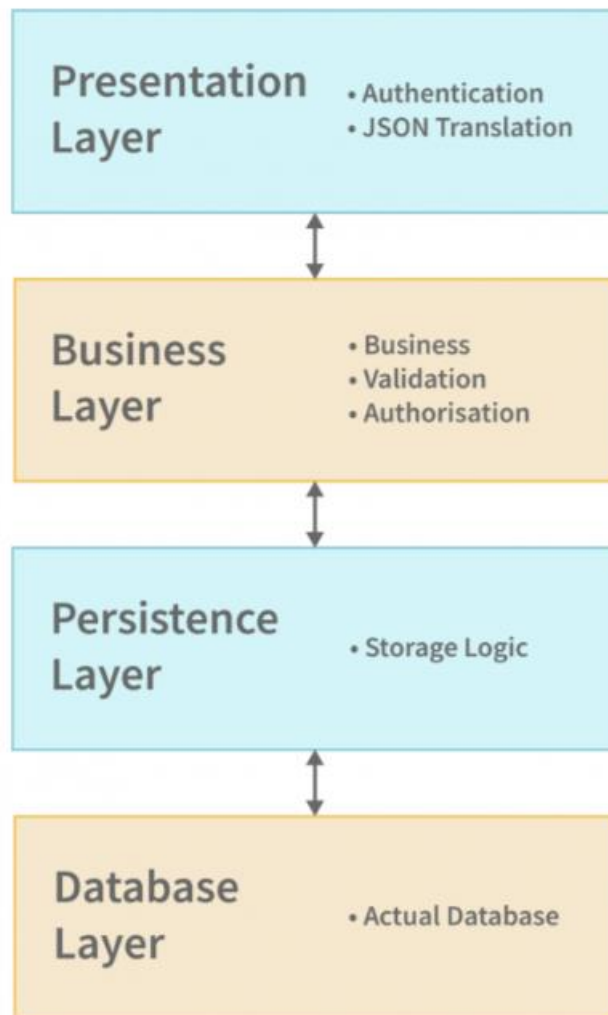 Presentation
Layer
• Authentication
• JSON Translation
Business
Layer
• Business
• Validation
• Authorisation
Persistence
Layer
• Storage Logic
Database
Layer
• Actual Database